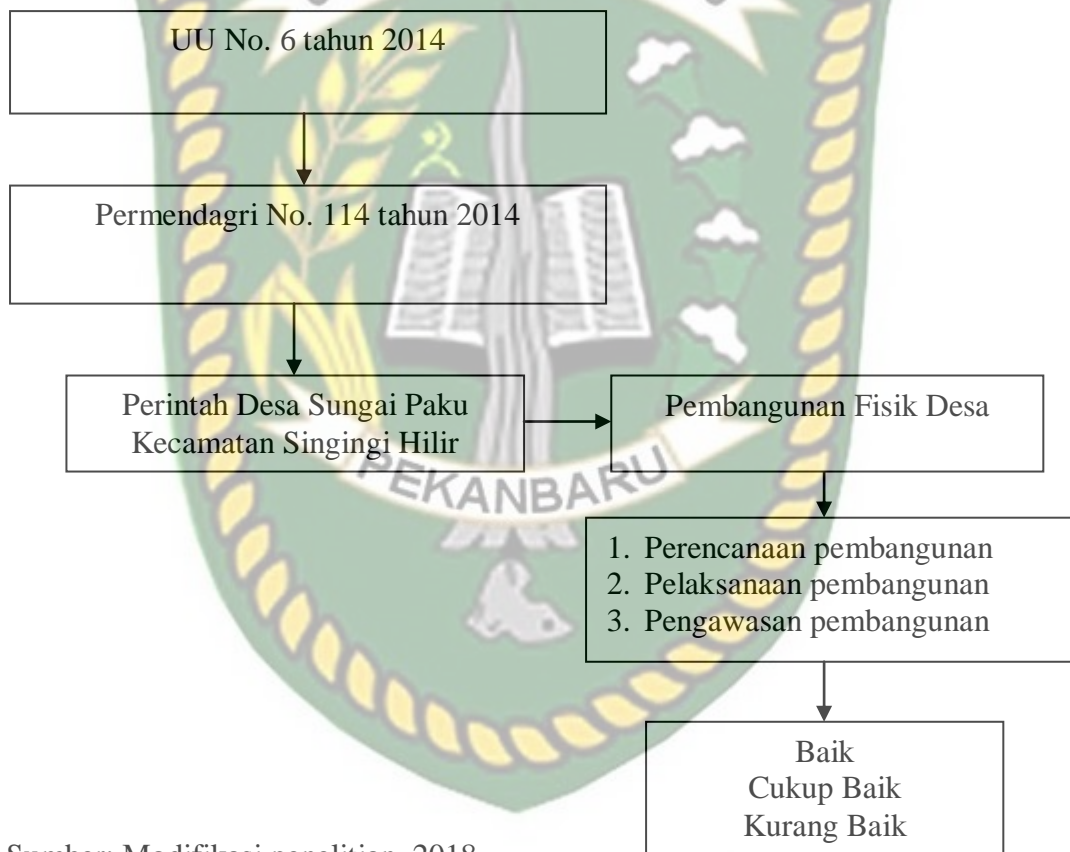 UU No. 6 tahun 2014
Permendagri No. 114 tahun 2014
Perintah Desa Sungai Paku
Kecamatan Singingi Hilir
Pembangunan Fisik Desa
PEKANBARU
1. Perencanaan pembangunan
2. Pelaksanaan pembangunan
3. Pengawasan pembangunan
Baik
Cukup Baik
Kurang Baik
Sumber: Modifikasi penelitian, 2018